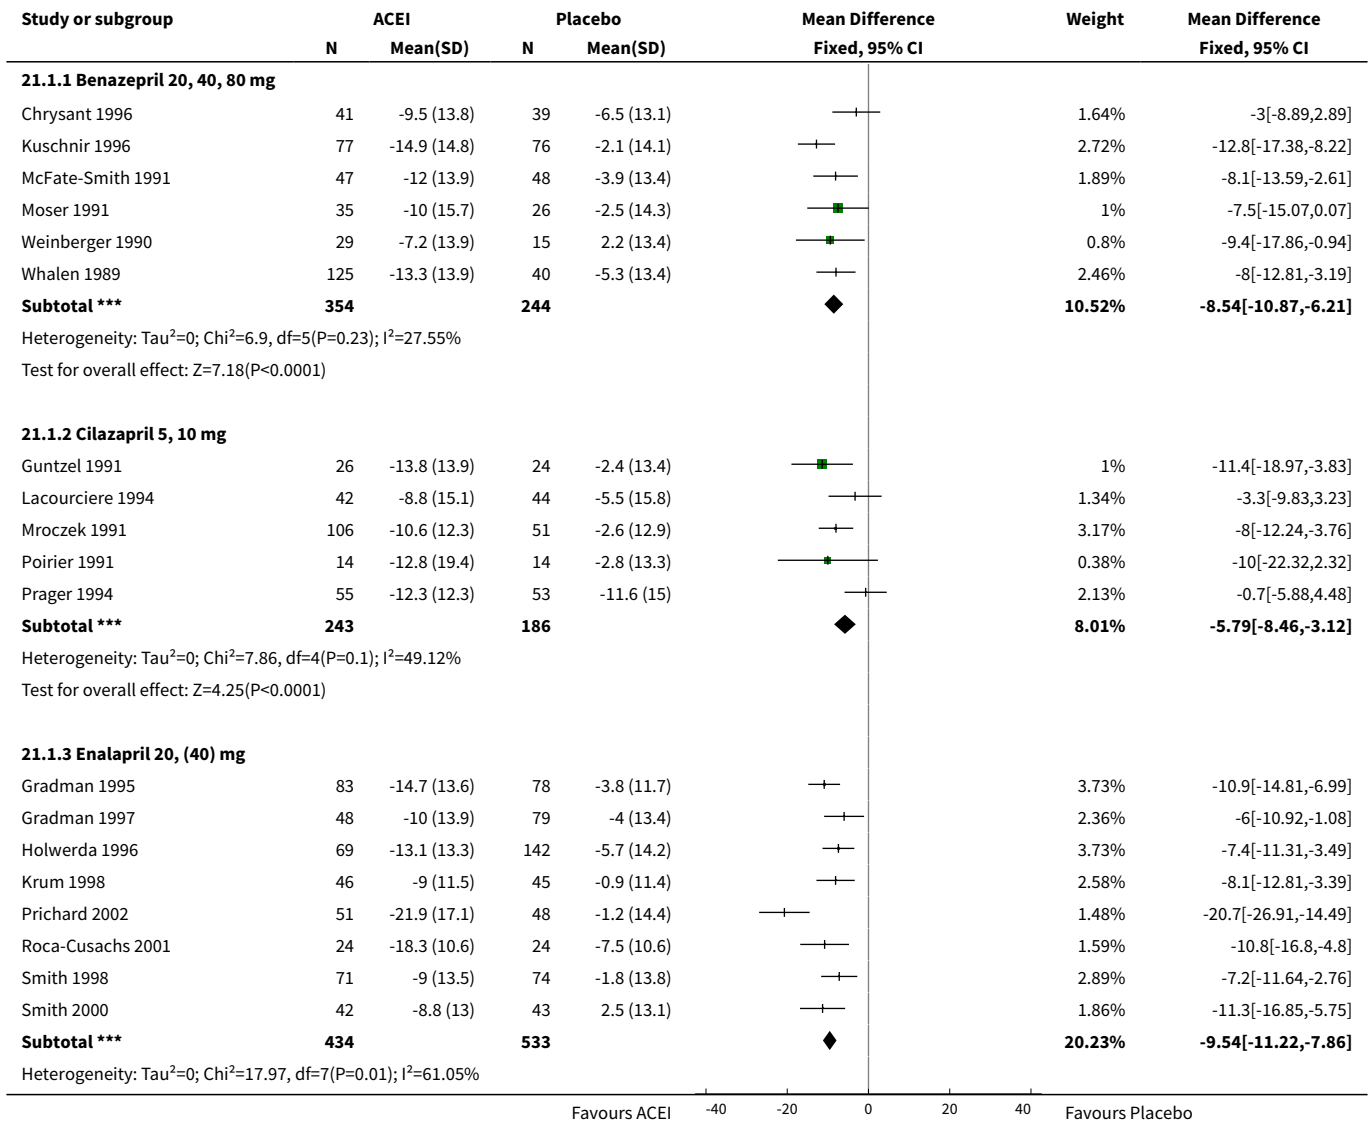 Study or subgroup ACEI Placebo Mean Difference Weight Mean Difference
N Mean(SD) N Mean(SD) Fixed, 95% CI Fixed, 95% CI
21.1.1 Benazepril 20, 40, 80 mg
Chrysant 1996 41 -9.5 (13.8) 39 -6.5 (13.1) 1.64% -3[-8.89,2.89]
Kuschnir 1996 77 -14.9 (14.8) 76 -2.1 (14.1) 2.72% -12.8[-17.38,-8.22]
McFate-Smith 1991 47 -12 (13.9) 48 -3.9 (13.4) 1.89% -8.1[-13.59,-2.61]
Moser 1991 35 -10 (15.7) 26 -2.5 (14.3) 1% -7.5[-15.07,0.07]
Weinberger 1990 29 -7.2 (13.9) 15 2.2 (13.4) 0.8% -9.4[-17.86,-0.94]
Whalen 1989 125 -13.3 (13.9) 40 -5.3 (13.4) 2.46% -8[-12.81,-3.19]
Subtotal *** 354 244 10.52% -8.54[-10.87,-6.21]
Heterogeneity: Tau²=0; Chi²=6.9, df=5(P=0.23); I²=27.55%
Test for overall effect: Z=7.18(P<0.0001)
21.1.2 Cilazapril 5, 10 mg
Guntzel 1991 26 -13.8 (13.9) 24 -2.4 (13.4) 1% -11.4[-18.97,-3.83]
Lacourciere 1994 42 -8.8 (15.1) 44 -5.5 (15.8) 1.34% -3.3[-9.83,3.23]
Mroczek 1991 106 -10.6 (12.3) 51 -2.6 (12.9) 3.17% -8[-12.24,-3.76]
Poirier 1991 14 -12.8 (19.4) 14 -2.8 (13.3) 0.38% -10[-22.32,2.32]
Prager 1994 55 -12.3 (12.3) 53 -11.6 (15) 2.13% -0.7[-5.88,4.48]
Subtotal *** 243 186 8.01% -5.79[-8.46,-3.12]
Heterogeneity: Tau²=0; Chi²=7.86, df=4(P=0.1); I²=49.12%
Test for overall effect: Z=4.25(P<0.0001)
21.1.3 Enalapril 20, (40) mg
Gradman 1995 83 -14.7 (13.6) 78 -3.8 (11.7) 3.73% -10.9[-14.81,-6.99]
Gradman 1997 48 -10 (13.9) 79 -4 (13.4) 2.36% -6[-10.92,-1.08]
Holwerda 1996 69 -13.1 (13.3) 142 -5.7 (14.2) 3.73% -7.4[-11.31,-3.49]
Krum 1998 46 -9 (11.5) 45 -0.9 (11.4) 2.58% -8.1[-12.81,-3.39]
Prichard 2002 51 -21.9 (17.1) 48 -1.2 (14.4) 1.48% -20.7[-26.91,-14.49]
Roca-Cusachs 2001 24 -18.3 (10.6) 24 -7.5 (10.6) 1.59% -10.8[-16.8,-4.8]
Smith 1998 71 -9 (13.5) 74 -1.8 (13.8) 2.89% -7.2[-11.64,-2.76]
Smith 2000 42 -8.8 (13) 43 2.5 (13.1) 1.86% -11.3[-16.85,-5.75]
Subtotal *** 434 533 20.23% -9.54[-11.22,-7.86]
Heterogeneity: Tau²=0; Chi²=17.97, df=7(P=0.01); I²=61.05%
Favours ACEI -40 -20 0 20 40 Favours Placebo